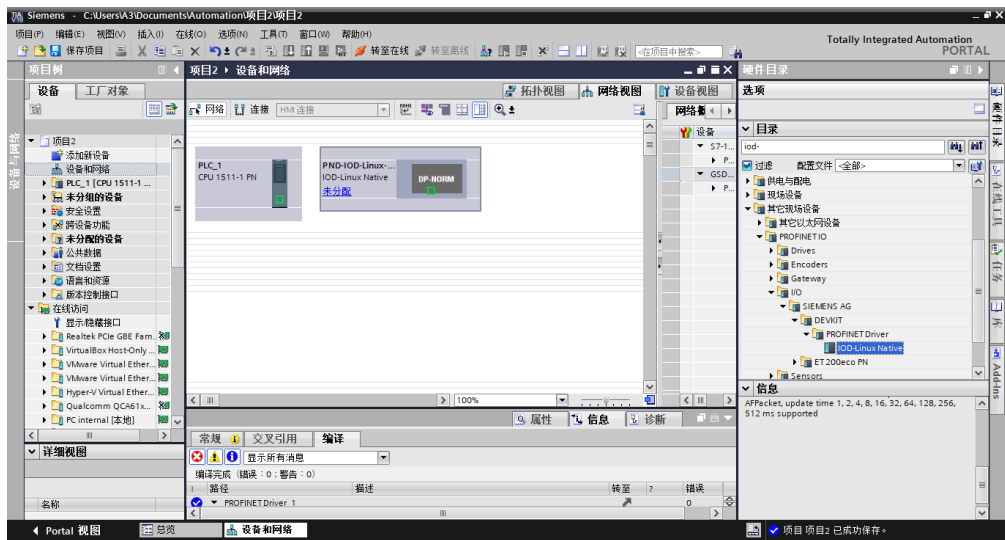 Siemens - C:\Users\A3\Documents\Automation\项目2\项目2
项目(P) 编辑(E) 视图(V) 插入(I) 在线(O) 选项(N) 工具(T) 窗口(W) 帮助(H)
Totally Integrated Automation
PORTAL
保存项目 转至在线 转至离线 <在项目中搜索>
项目树
设备 工厂对象
设备与网络
项目2
添加新设备
设备和网络
PLC_1 [CPU 1511-1 ...
未分组的设备
安全设置
跨设备功能
未分配的设备
公共数据
文档设置
语言和资源
版本控制接口
在线访问
显示/隐藏接口
Realtek PCIe GBE Fam..
VirtualBox Host-Only ...
VMware Virtual Ether...
VMware Virtual Ether...
Hyper-V Virtual Ether...
Qualcomm QCA61x...
PC internal [本地]
详细视图
名称
项目2 设备和网络
拓扑视图 网络视图 设备视图
网络 连接 HMI 连接
PLC_1
CPU 1511-1 PN
PND-IOD-Linux-...
IOD-Linux Native
未分配
DP-NORM
100%
设备
S7-1...
P...
GSD...
P...
属性 信息 诊断
常规 交叉引用 编译
显示所有消息
编译完成（错误：0；警告：0）
! 路径 描述 转至 ? 错误
PROFINET Driver_1 0
硬件目录
选项
目录
iod-
过滤 配置文件 <全部>
供电与配电
现场设备
其它现场设备
其它以太网设备
PROFINET IO
Drives
Encoders
Gateway
I/O
SIEMENS AG
DEVKIT
PROFINET Driver
IOD-Linux Native
ET 200eco PN
Sensors
信息
AFPacket, update time 1, 2, 4, 8, 16, 32, 64, 128, 256,
512 ms supported
硬件目录
在线工具
任务
库
Add-Ins
Portal 视图 总览 设备和网络 项目 项目2 已成功保存。